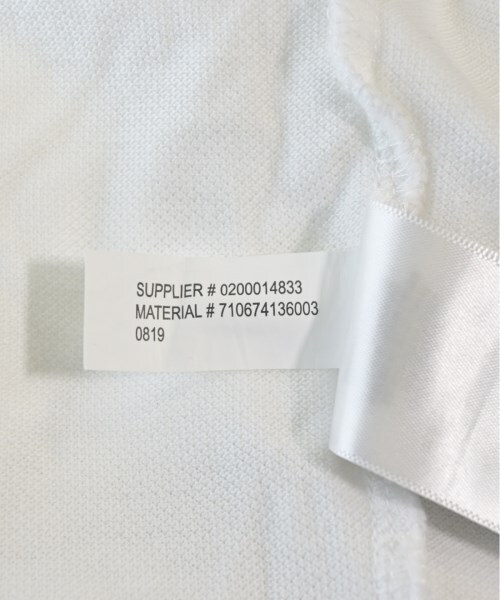 SUPPLIER # 0200014833
MATERIAL # 710674136003
0819